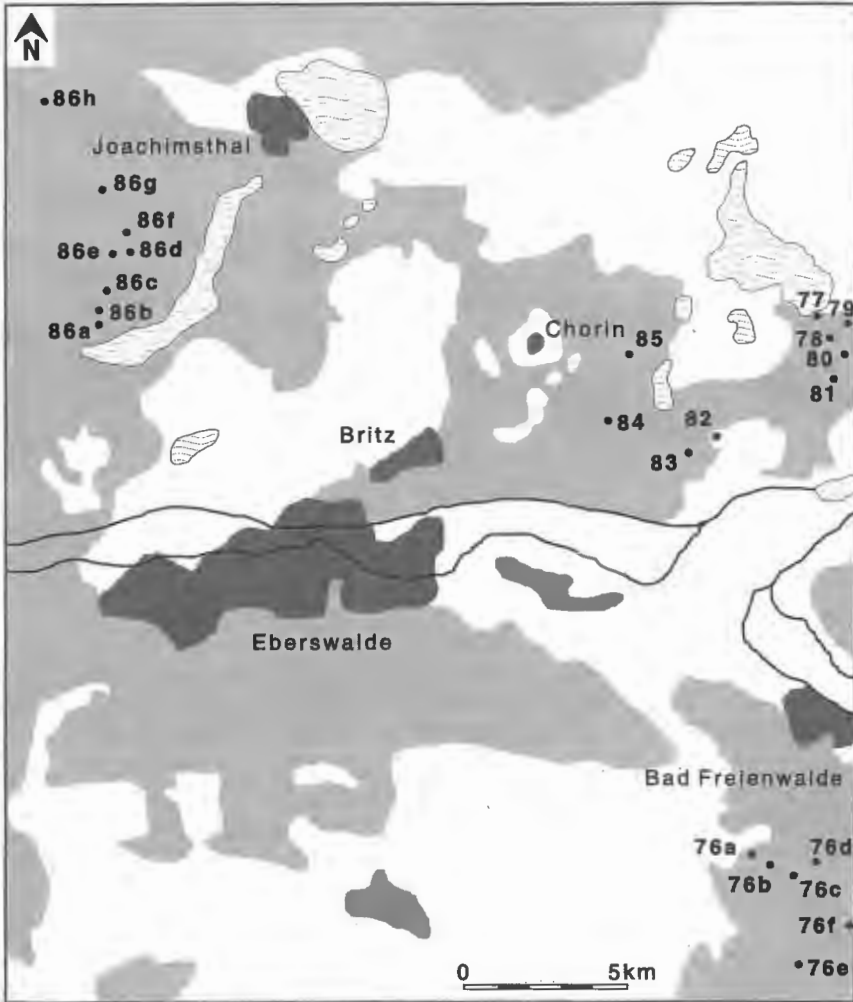 N
86h
Joachimsthal
86g
86f
86e
86d
86c
86b
86a
77
79
Chorin
85
78
80
81
84
82
Britz
83
Eberswalde
Bad Freienwalde
76a
76d
76b
76c
76f
76e
0
5km